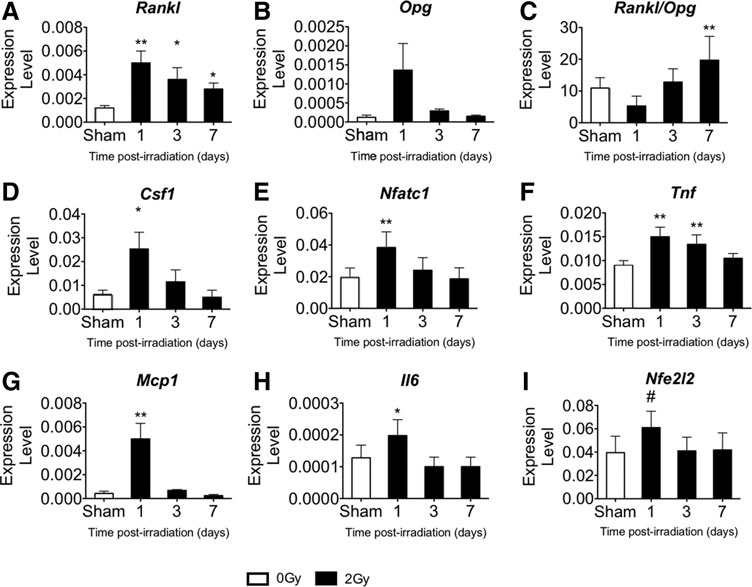 A
Rankl
Expression
Level
0.008
0.006
0.004
0.002
0.000
**
*
*
Sham 1 3 7
Time post-irradiation (days)
B
Opg
Expression
Level
0.0025
0.0020
0.0015
0.0010
0.0005
0.0000
Sham 1 3 7
Time post-irradiation (days)
C
Rankl/Opg
Expression
Level
30
20
10
0
**
Sham 1 3 7
Time post-irradiation (days)
D
Csf1
Expression
Level
0.04
0.03
0.02
0.01
0.00
*
Sham 1 3 7
Time post-irradiation (days)
E
Nfatc1
Expression
Level
0.06
0.04
0.02
0.00
**
Sham 1 3 7
Time post-irradiation (days)
F
Tnf
Expression
Level
0.020
0.015
0.010
0.005
0.000
**
**
Sham 1 3 7
Time post-irradiation (days)
G
Mcp1
Expression
Level
0.008
0.006
0.004
0.002
0.000
**
Sham 1 3 7
Time post-irradiation (days)
H
Il6
Expression
Level
0.0003
0.0002
0.0001
0.0000
*
Sham 1 3 7
Time post-irradiation (days)
I
Nfe2l2
Expression
Level
0.08
0.06
0.04
0.02
0.00
#
Sham 1 3 7
Time post-irradiation (days)
0Gy 2Gy